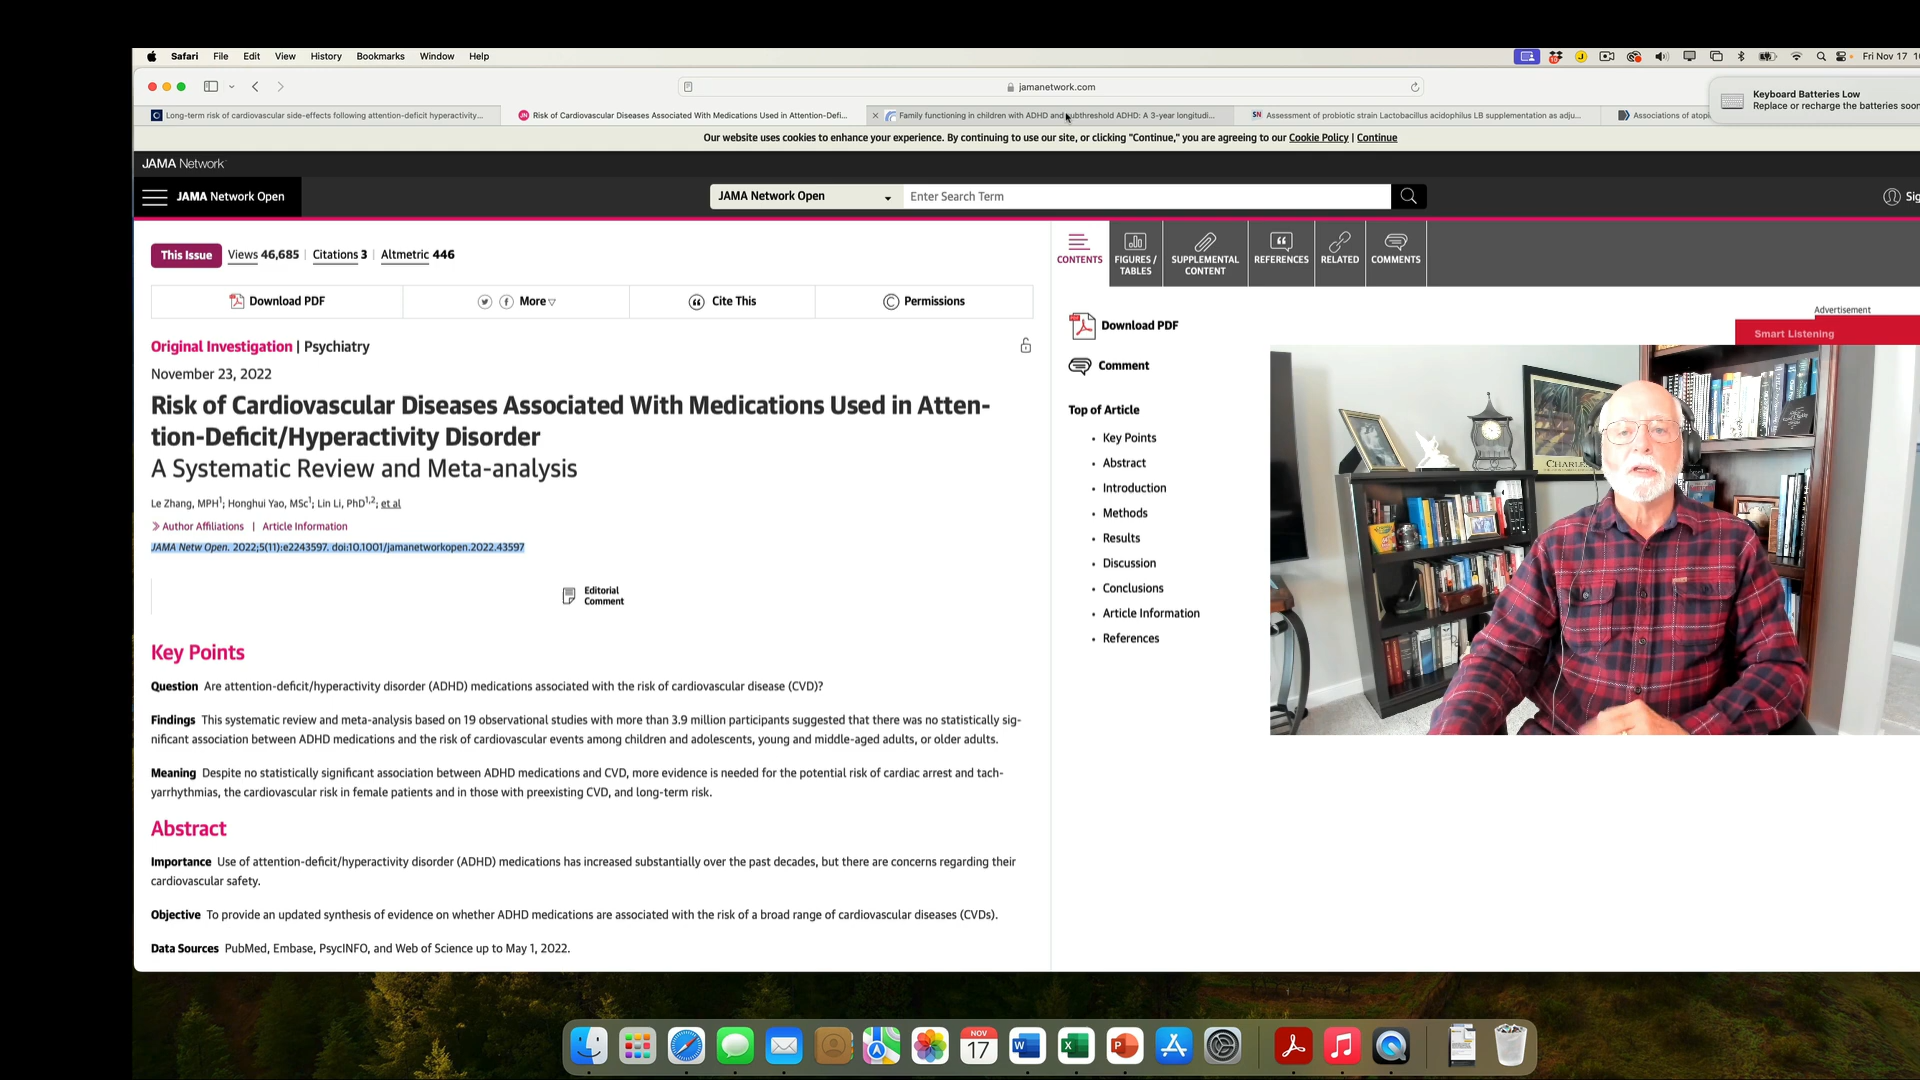 Safari File Edit View History Bookmarks Window Help
Fri Nov 17
jamanetwork.com
Keyboard Batteries Low
Replace or recharge the batteries soon
Long-term risk of cardiovascular side-effects following attention-deficit hyperactivity...
Risk of Cardiovascular Diseases Associated With Medications Used in Attention-Defi...
Family functioning in children with ADHD and subthreshold ADHD: A 3-year longitudi...
Assessment of probiotic strain Lactobacillus acidophilus LB supplementation as adju...
Associations of atopi
Our website uses cookies to enhance your experience. By continuing to use our site, or clicking "Continue," you are agreeing to our Cookie Policy | Continue
JAMA Network
JAMA Network Open
JAMA Network Open
Enter Search Term
This Issue Views 46,685 | Citations 3 | Altmetric 446
CONTENTS
FIGURES / TABLES
SUPPLEMENTAL CONTENT
REFERENCES
RELATED
COMMENTS
Download PDF
More
Cite This
Permissions
Original Investigation | Psychiatry
November 23, 2022
Risk of Cardiovascular Diseases Associated With Medications Used in Atten-
tion-Deficit/Hyperactivity Disorder
A Systematic Review and Meta-analysis
Le Zhang, MPH1; Honghui Yao, MSc1; Lin Li, PhD1,2; et al
Author Affiliations | Article Information
JAMA Netw Open. 2022;5(11):e2243597. doi:10.1001/jamanetworkopen.2022.43597
Editorial
Comment
Key Points
Question Are attention-deficit/hyperactivity disorder (ADHD) medications associated with the risk of cardiovascular disease (CVD)?
Findings This systematic review and meta-analysis based on 19 observational studies with more than 3.9 million participants suggested that there was no statistically sig-
nificant association between ADHD medications and the risk of cardiovascular events among children and adolescents, young and middle-aged adults, or older adults.
Meaning Despite no statistically significant association between ADHD medications and CVD, more evidence is needed for the potential risk of cardiac arrest and tach-
yarrhythmias, the cardiovascular risk in female patients and in those with preexisting CVD, and long-term risk.
Abstract
Importance Use of attention-deficit/hyperactivity disorder (ADHD) medications has increased substantially over the past decades, but there are concerns regarding their
cardiovascular safety.
Objective To provide an updated synthesis of evidence on whether ADHD medications are associated with the risk of a broad range of cardiovascular diseases (CVDs).
Data Sources PubMed, Embase, PsycINFO, and Web of Science up to May 1, 2022.
Download PDF
Comment
Top of Article
Key Points
Abstract
Introduction
Methods
Results
Discussion
Conclusions
Article Information
References
Advertisement
Smart Listening
NOV
17